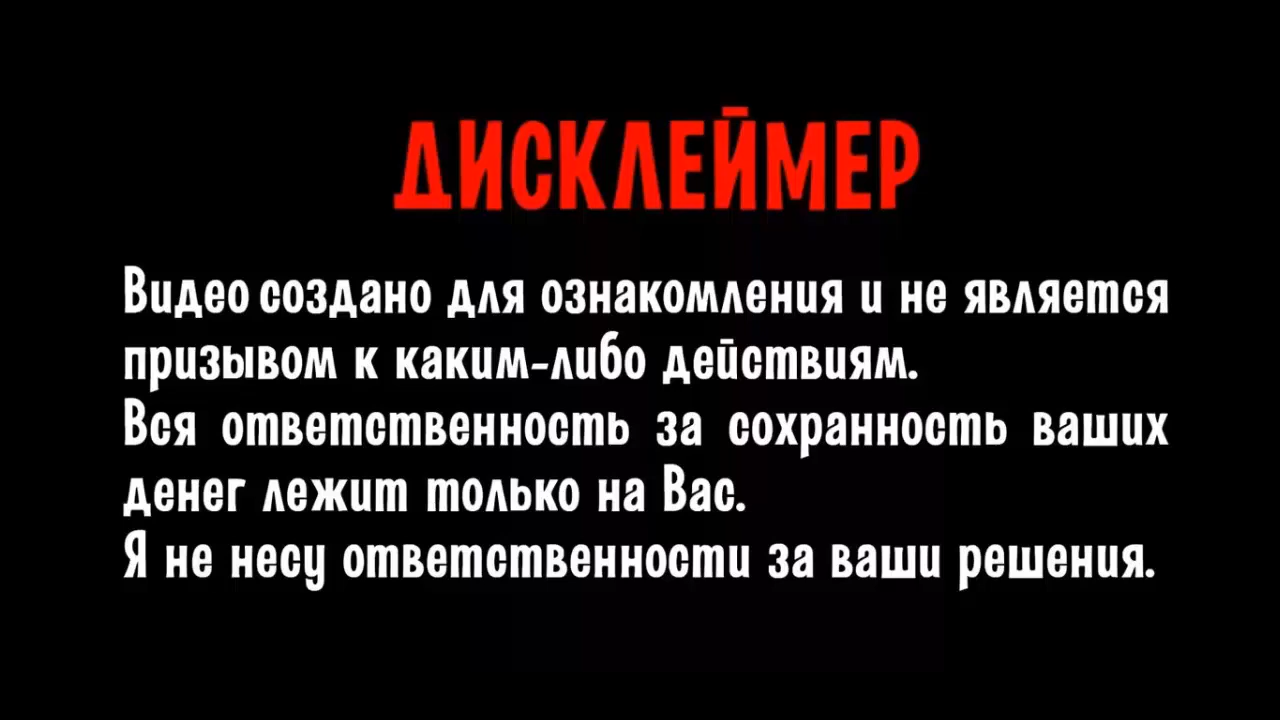 ДИСКЛЕЙМЕР
Видео создано для ознакомления и не является
призывом к каким-либо действиям.
Вся ответственность за сохранность ваших
денег лежит только на Вас.
Я не несу ответственности за ваши решения.